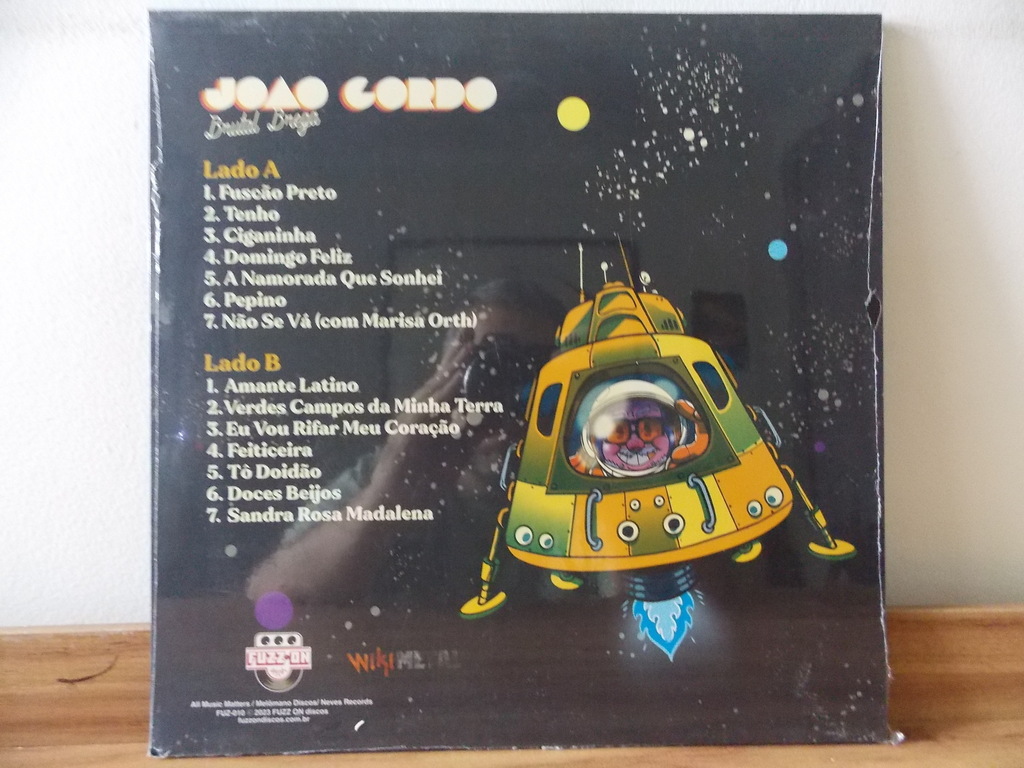 JOAO GORDO
Brutal Brega
Lado A
1. Fuscão Preto
2. Tenho
3. Ciganinha
4. Domingo Feliz
5. A Namorada Que Sonhei
6. Pepino
7. Não Se Vá (com Marisa Orth)
Lado B
1. Amante Latino
2. Verdes Campos da Minha Terra
3. Eu Vou Rifar Meu Coração
4. Feiticeira
5. Tô Doidão
6. Doces Beijos
7. Sandra Rosa Madalena
FUZZ'ON
WIKIMETAL
All Music Matters / Melômano Discos/ Neves Records
FUZ-010 © 2023 FUZZ ON discos
fuzzondiscos.com.br